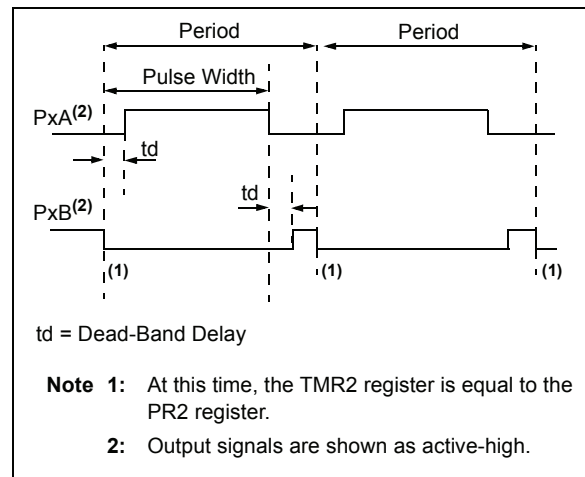 Period Period
Pulse Width
PxA(2)
td
td
PxB(2)
(1) (1) (1)
td = Dead-Band Delay
Note 1: At this time, the TMR2 register is equal to the
PR2 register.
2: Output signals are shown as active-high.